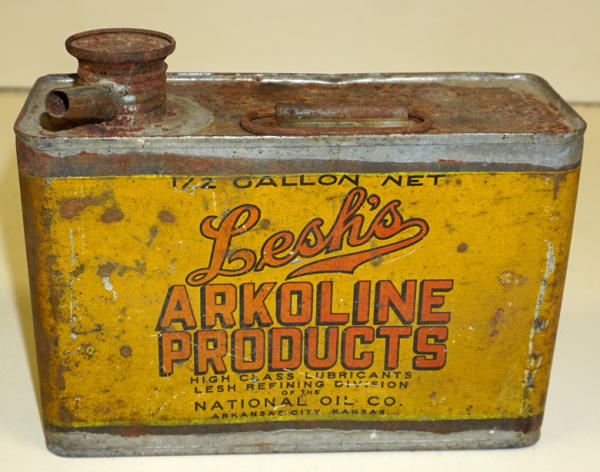 1/2 GALLON NET
Lesh's
ARKOLINE
PRODUCTS
HIGH CLASS LUBRICANTS
LESH REFINING DIVISION
OF THE
NATIONAL OIL CO.
ARKANSAS CITY, KANSAS.